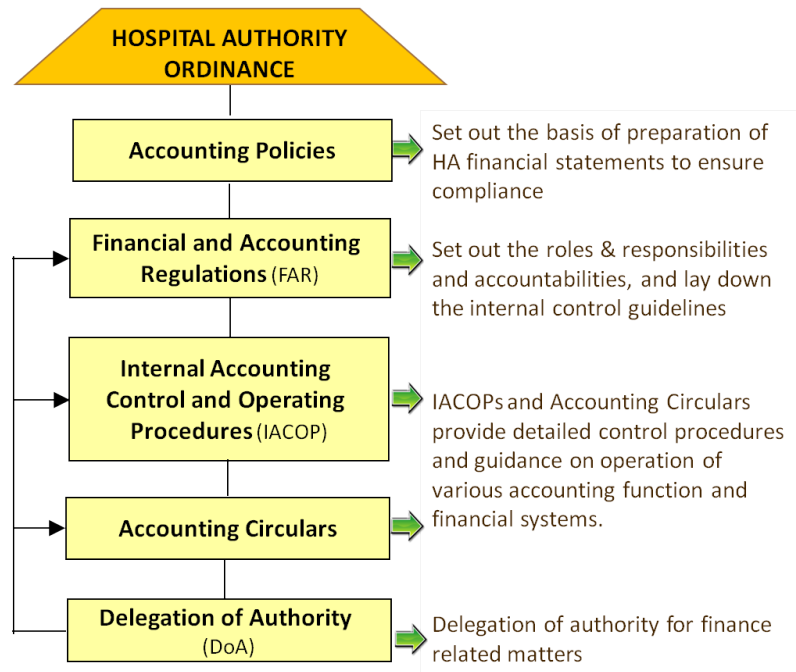 HOSPITAL AUTHORITY
ORDINANCE
Accounting Policies
Set out the basis of preparation of
HA financial statements to ensure
compliance
Financial and Accounting
Regulations (FAR)
Set out the roles & responsibilities
and accountabilities, and lay down
the internal control guidelines
Internal Accounting
Control and Operating
Procedures (IACOP)
IACOPs and Accounting Circulars
provide detailed control procedures
and guidance on operation of
various accounting function and
financial systems.
Accounting Circulars
Delegation of Authority
(DoA)
Delegation of authority for finance
related matters